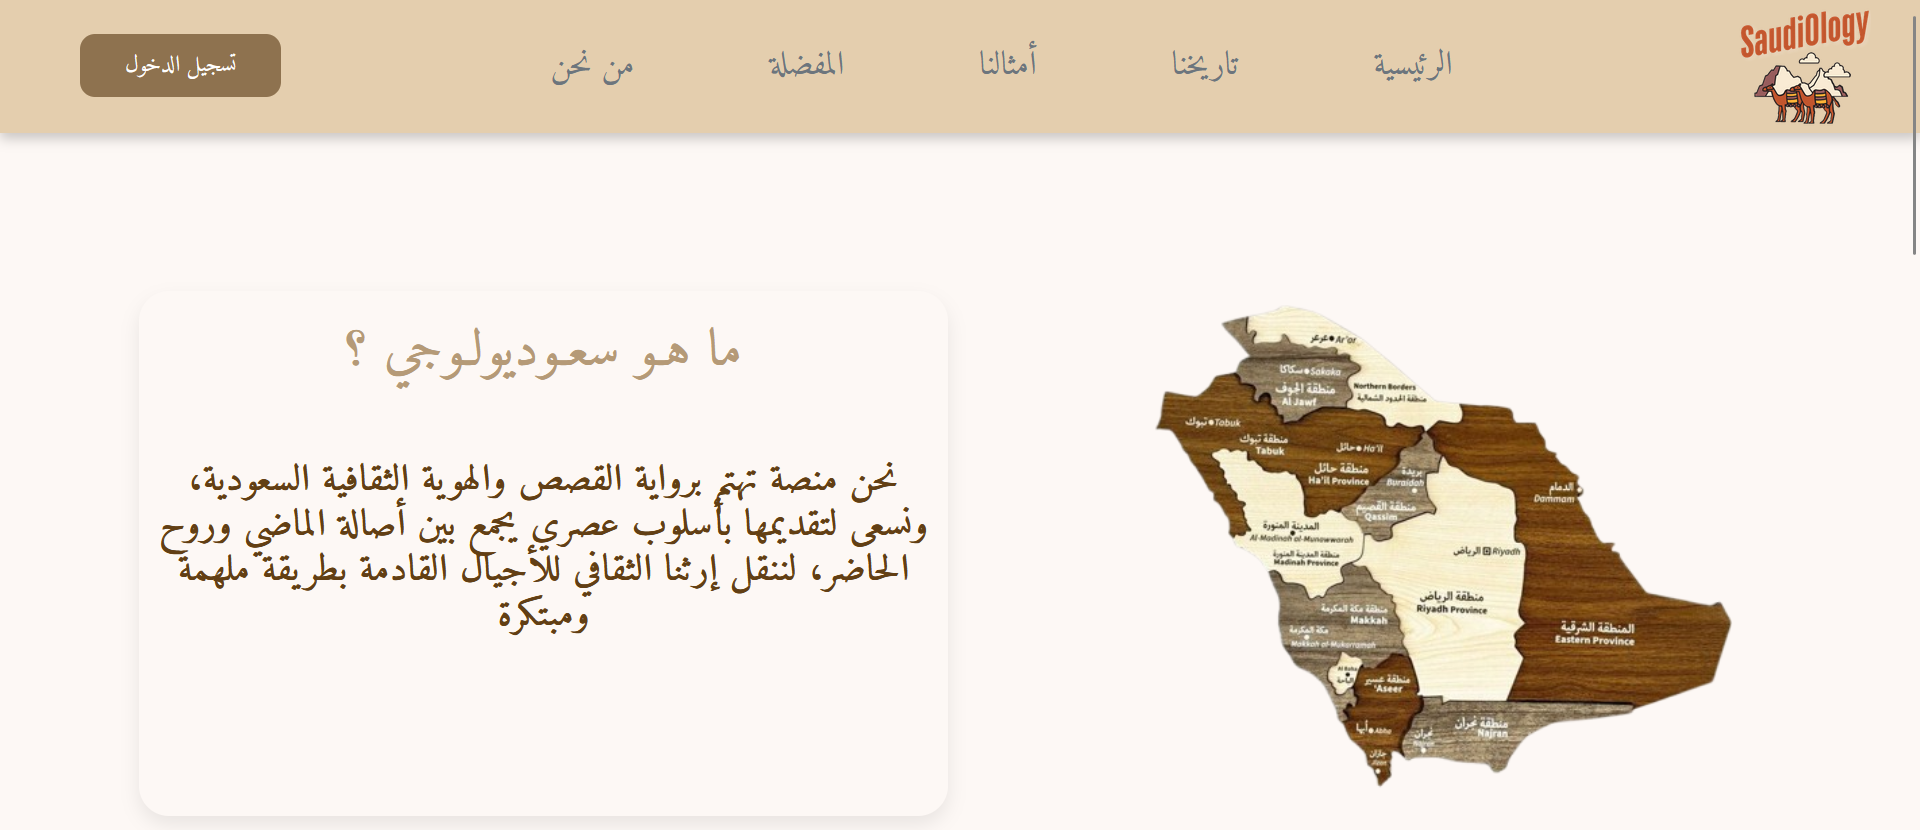 SaudiOlogy
الرئيسية
تاريخنا
أمثالنا
المفضلة
من نحن
تسجيل الدخول
ما هو سعوديولوجي ؟
نحن منصة تهتم برواية القصص والهوية الثقافية السعودية،
ونسعى لتقديمها بأسلوب عصري يجمع بين أصالة الماضي وروح
الحاضر، لننقل إرثنا الثقافي للأجيال القادمة بطريقة ملهمة
ومبتكرة
عرعر Ar'ar
سكاكا Sakaka
منطقة الجوف
Al Jawf
Northern Borders
منطقة الحدود الشمالية
تبوك Tabuk
منطقة تبوك
Tabuk
حائل Ha'il
منطقة حائل
Ha'il Province
بريدة
Buraidah
منطقة القصيم
Qassim
الدمام
Dammam
المدينة المنورة
Al-Madinah al-Munawwarah
منطقة المدينة المنورة
Madinah Province
الرياض Riyadh
منطقة الرياض
Riyadh Province
منطقة مكة المكرمة
Makkah
مكة المكرمة
Makkah al-Mukarramah
المنطقة الشرقية
Eastern Province
Al Baha
الباحة
منطقة عسير
'Aseer
أبها Abha
منطقة نجران
Najran
نجران
Najran
جازان
Jizan